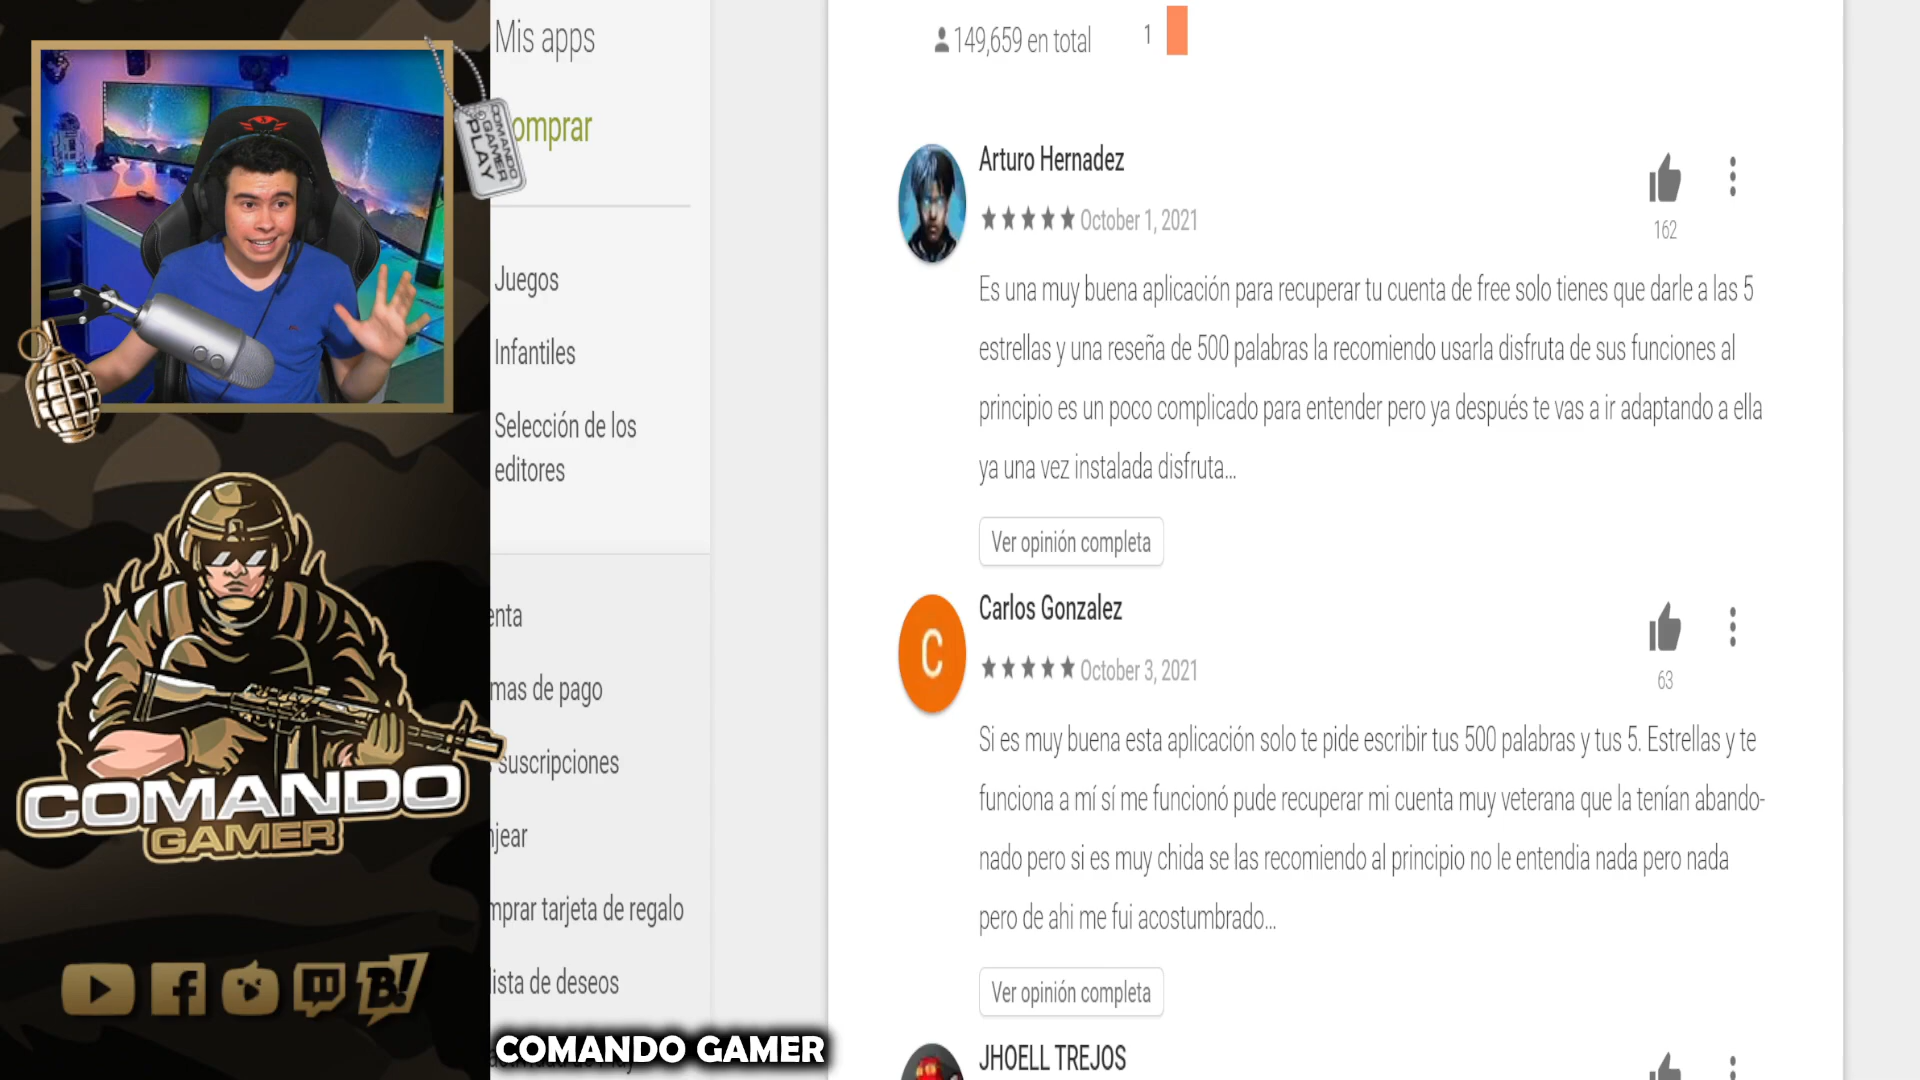 Mis apps
omprar
COMANDO
GAMER
PLAY
Juegos
Infantiles
Selección de los
editores
enta
mas de pago
suscripciones
njear
mprar tarjeta de regalo
lista de deseos
COMANDO
GAMER
COMANDO GAMER
149,659 en total
1
Arturo Hernadez
October 1, 2021
162
Es una muy buena aplicación para recuperar tu cuenta de free solo tienes que darle a las 5
estrellas y una reseña de 500 palabras la recomiendo usarla disfruta de sus funciones al
principio es un poco complicado para entender pero ya después te vas a ir adaptando a ella
ya una vez instalada disfruta...
Ver opinión completa
C
Carlos Gonzalez
October 3, 2021
63
Si es muy buena esta aplicación solo te pide escribir tus 500 palabras y tus 5. Estrellas y te
funciona a mí sí me funcionó pude recuperar mi cuenta muy veterana que la tenían abando-
nado pero si es muy chida se las recomiendo al principio no le entendia nada pero nada
pero de ahi me fui acostumbrado...
Ver opinión completa
JHOELL TREJOS